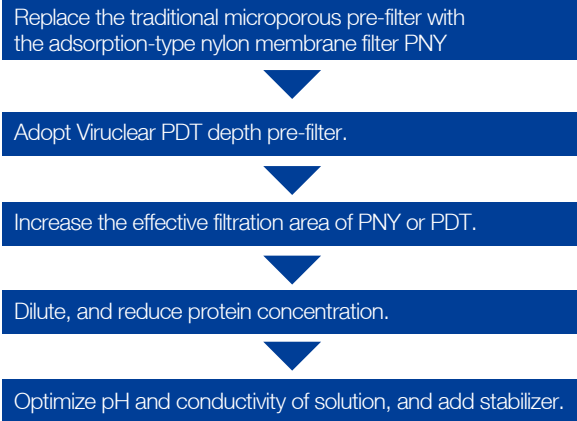 Replace the traditional microporous pre-filter with
the adsorption-type nylon membrane filter PNY
Adopt Viruclear PDT depth pre-filter.
Increase the effective filtration area of PNY or PDT.
Dilute, and reduce protein concentration.
Optimize pH and conductivity of solution, and add stabilizer.